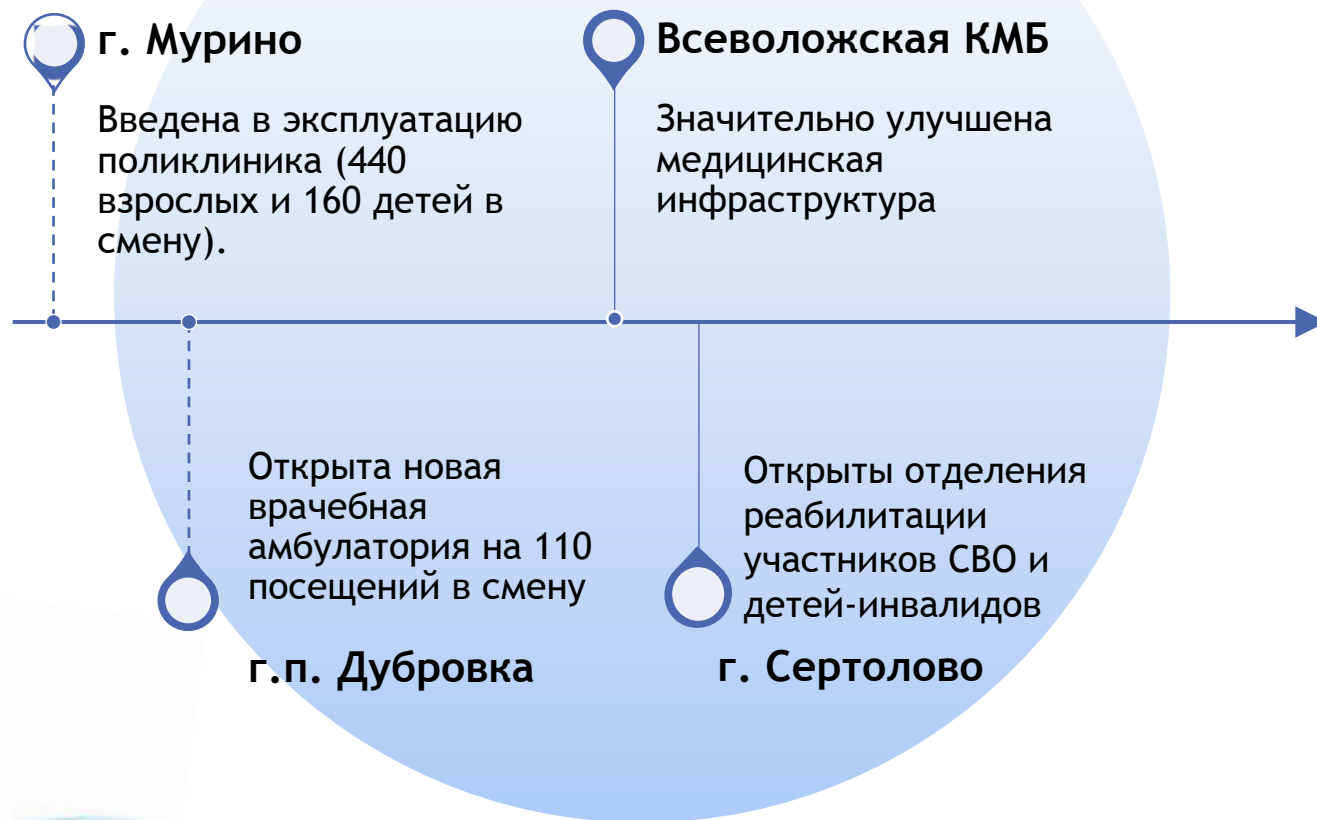 г. Мурино
Введена в эксплуатацию
поликлиника (440
взрослых и 160 детей в
смену).
Всеволожская КМБ
Значительно улучшена
медицинская
инфраструктура
Открыта новая
врачебная
амбулатория на 110
посещений в смену
г.п. Дубровка
Открыты отделения
реабилитации
участников СВО и
детей-инвалидов
г. Сертолово